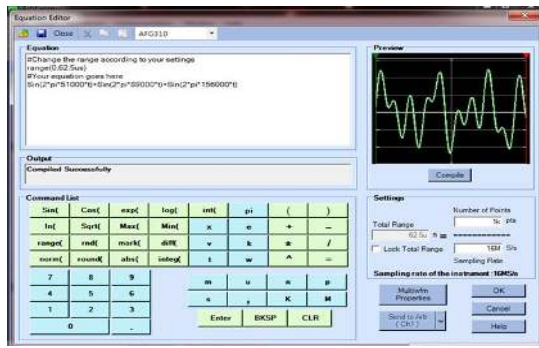 Equation Editor
Close
AFG310
Equation
#Change the range according to your settings
range(0,62.5us)
#Your equation goes here
Sin(2*pi*51000*t)+Sin(2*pi*99000*t)+Sin(2*pi*156000*t)
Preview
Compile
Output
Compiled Successfully
Command List
Sin( Cos( exp( log( int( pi ( )
ln( Sqrt( Max( Min( x e + -
range( rnd( mark( diff( v k * /
norm( round( abs( integ( t w ^ =
7 8 9 m u n p
4 5 6 s , K M
1 2 3
0 .
Enter BKSP CLR
Settings
Number of Points
1k pts
Total Range
62.5u s
Lock Total Range
16M S/s
Sampling Rate
Sampling rate of the instrument :16MS/s
Multiwfm Properties
OK
Send to Arb (Ch1)
Cancel
Help